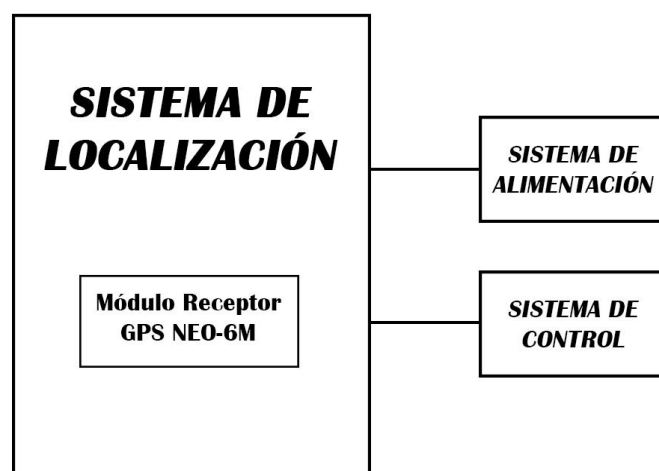 SISTEMA DE
LOCALIZACIÓN
Módulo Receptor
GPS NEO-6M
SISTEMA DE
ALIMENTACIÓN
SISTEMA DE
CONTROL